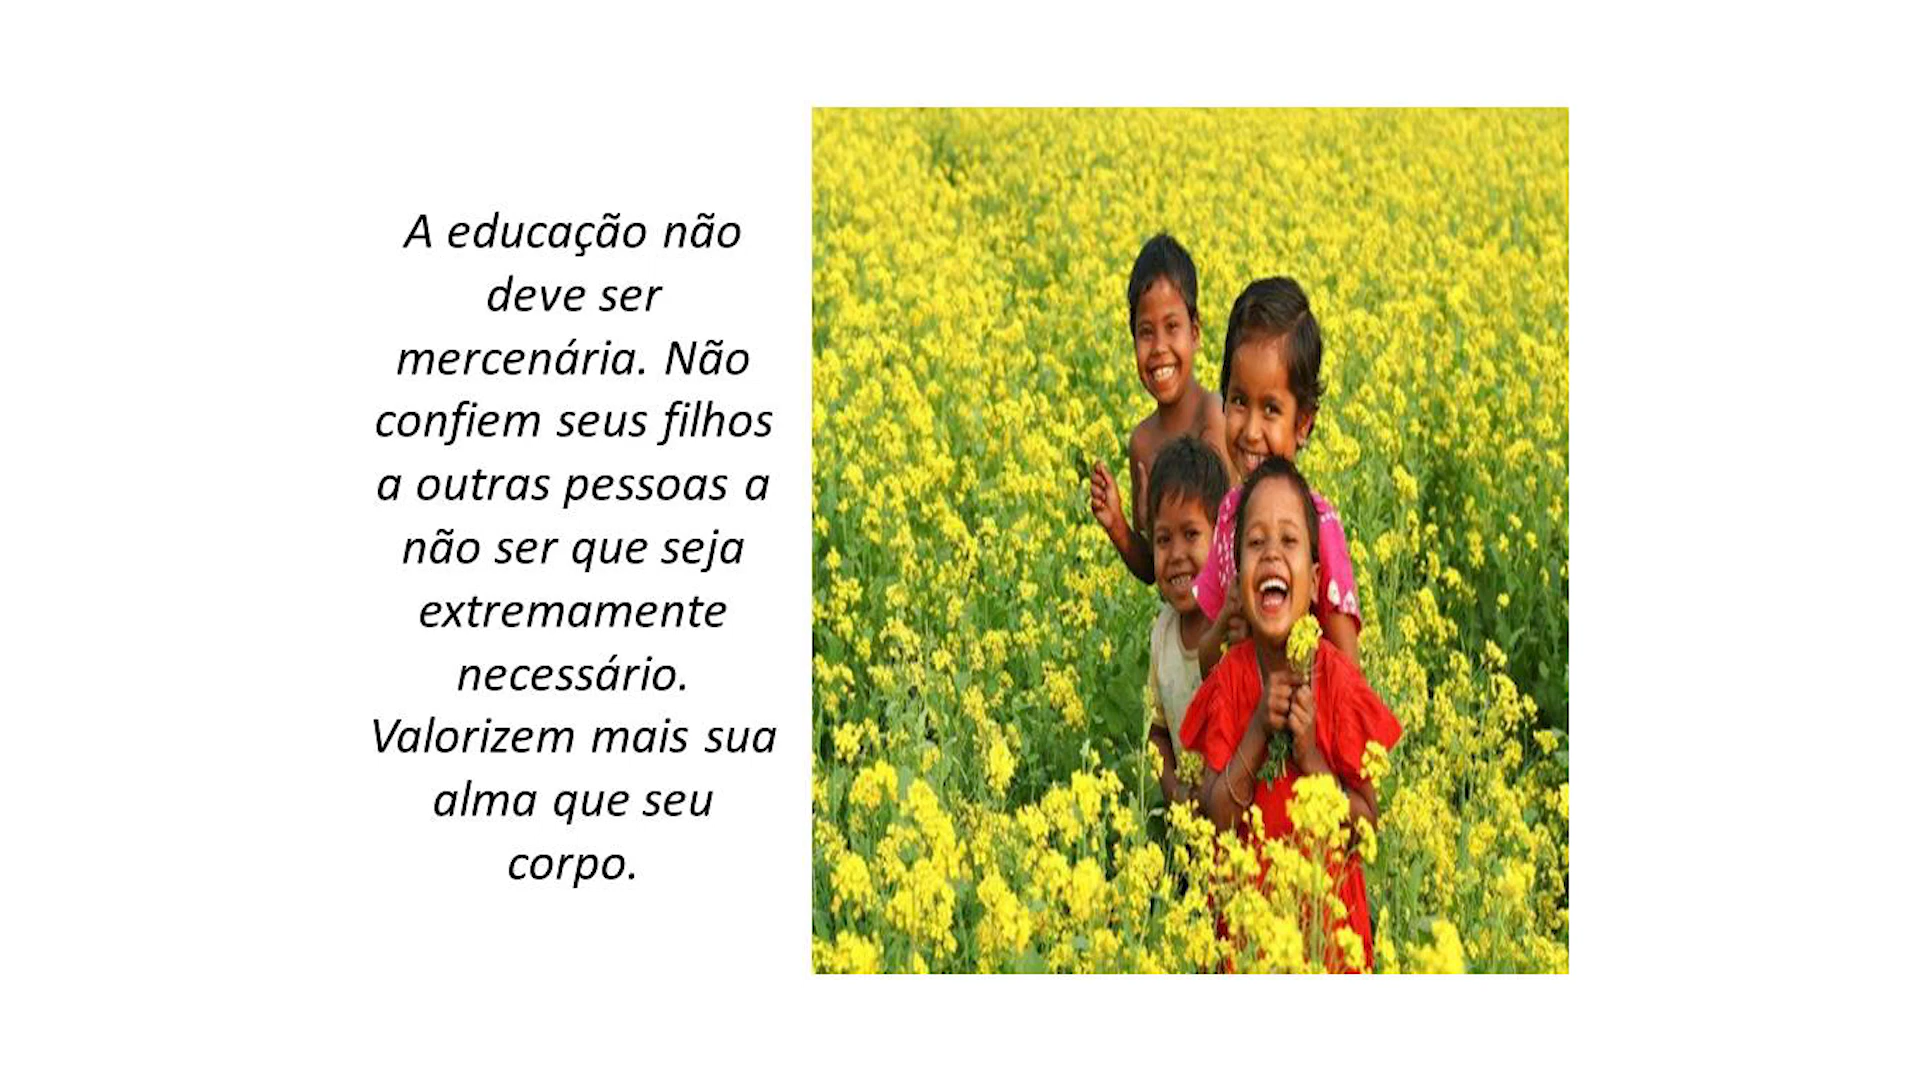 A educação não
deve ser
mercenária. Não
confiem seus filhos
a outras pessoas a
não ser que seja
extremamente
necessário.
Valorizem mais sua
alma que seu
corpo.